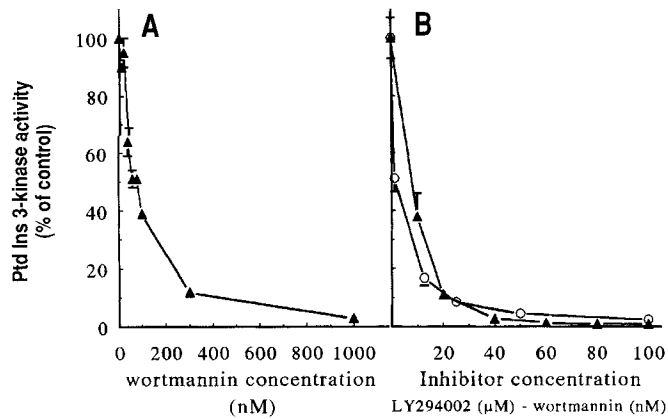 A
B
Ptd Ins 3-kinase activity
(% of control)
100
80
60
40
20
0
0 200 400 600 800 1000
20 40 60 80 100
wortmannin concentration
(nM)
Inhibitor concentration
LY294002 (µM) - wortmannin (nM)